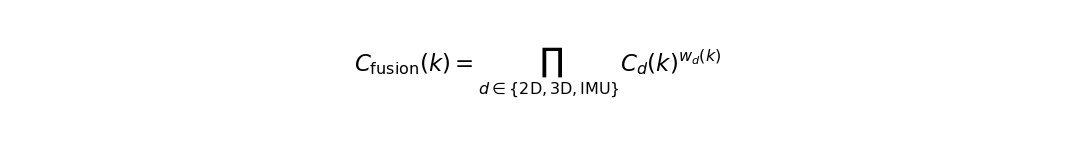 C_fusion(k) = ∏_{d ∈ {2D, 3D, IMU}} C_d(k)^{w_d(k)}